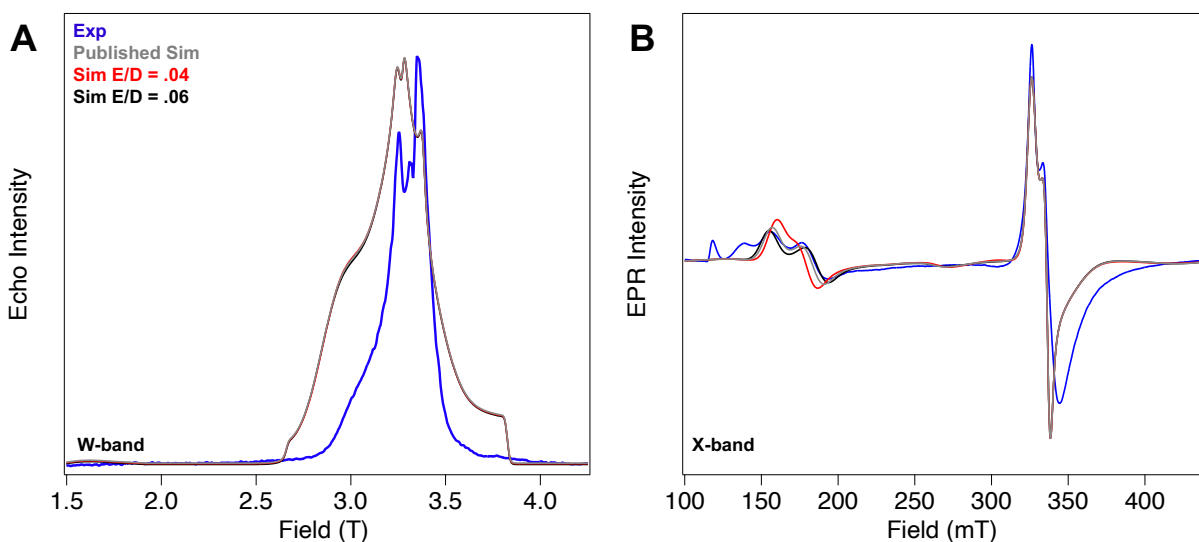 A
Exp
Published Sim
Sim E/D = .04
Sim E/D = .06
Echo Intensity
W-band
1.5 2.0 2.5 3.0 3.5 4.0
Field (T)
B
EPR Intensity
X-band
100 150 200 250 300 350 400
Field (mT)